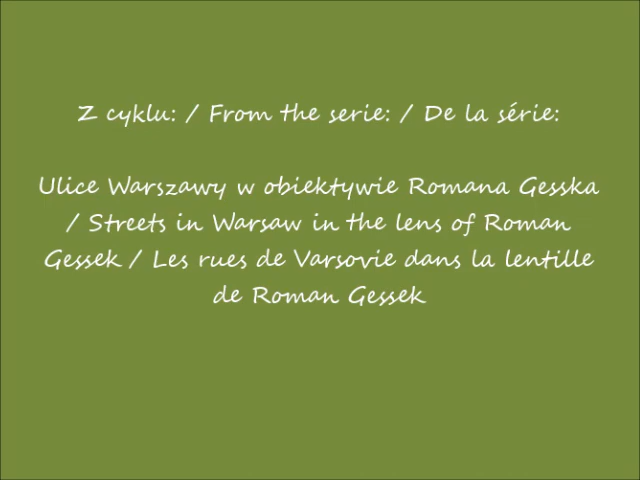 Z cyklu: / From the serie: / De la série:
Ulice Warszawy w obiektywie Romana Gesska
/ Streets in Warsaw in the lens of Roman
Gessek / Les rues de Varsovie dans la lentille
de Roman Gessek